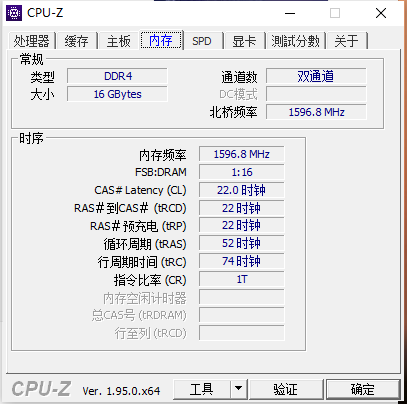 CPU-Z
处理器 缓存 主板 内存 SPD 显卡 測試分數 关于
常规
类型 DDR4 通道数 双通道
大小 16 GBytes DC模式
北桥频率 1596.8 MHz
时序
内存频率 1596.8 MHz
FSB:DRAM 1:16
CAS# Latency (CL) 22.0 时钟
RAS#到CAS# (tRCD) 22 时钟
RAS#预充电 (tRP) 22 时钟
循环周期 (tRAS) 52 时钟
行周期时间 (tRC) 74 时钟
指令比率 (CR) 1T
内存空闲计时器
总CAS号 (tRDRAM)
行至列 (tRCD)
CPU-Z Ver. 1.95.0.x64 工具 验证 确定